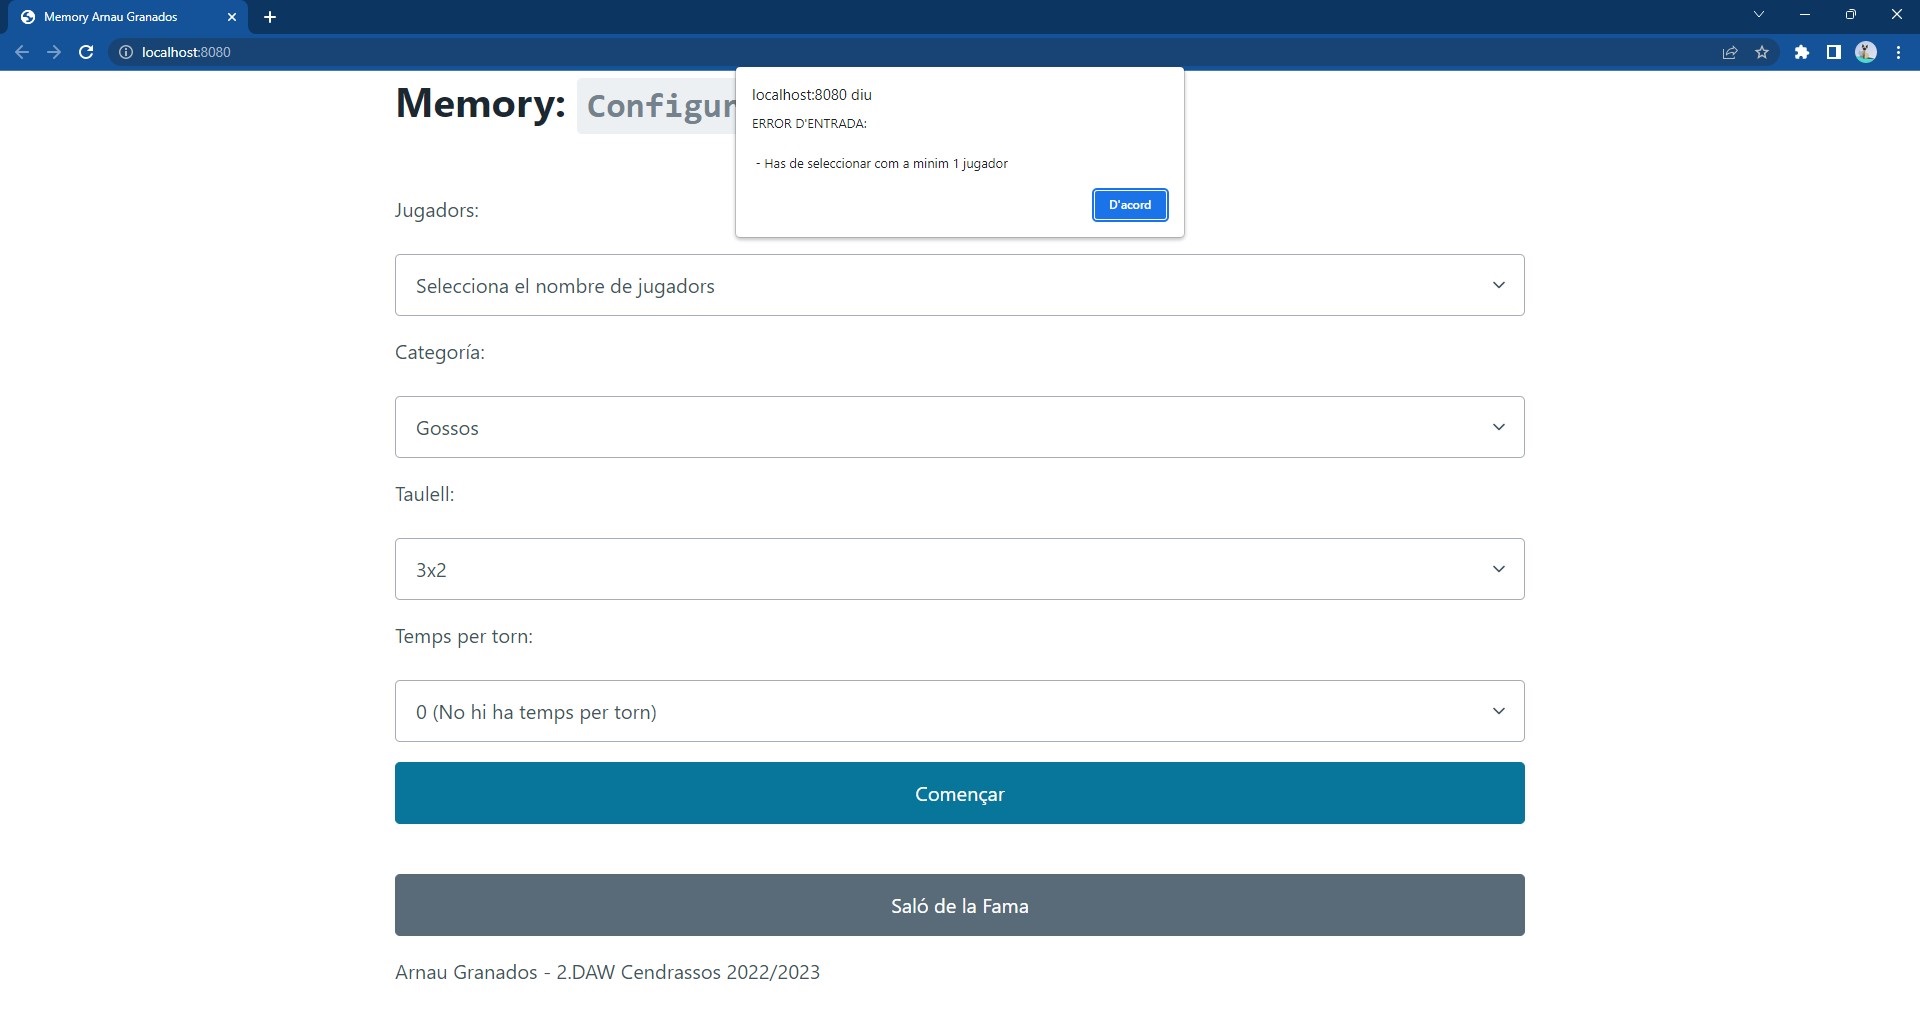 Memory Arnau Granados
localhost:8080
Memory:
localhost:8080 diu
ERROR D'ENTRADA:
- Has de seleccionar com a minim 1 jugador
D'acord
Jugadors:
Selecciona el nombre de jugadors
Categoría:
Gossos
Taulell:
3x2
Temps per torn:
0 (No hi ha temps per torn)
Començar
Saló de la Fama
Arnau Granados - 2.DAW Cendrassos 2022/2023